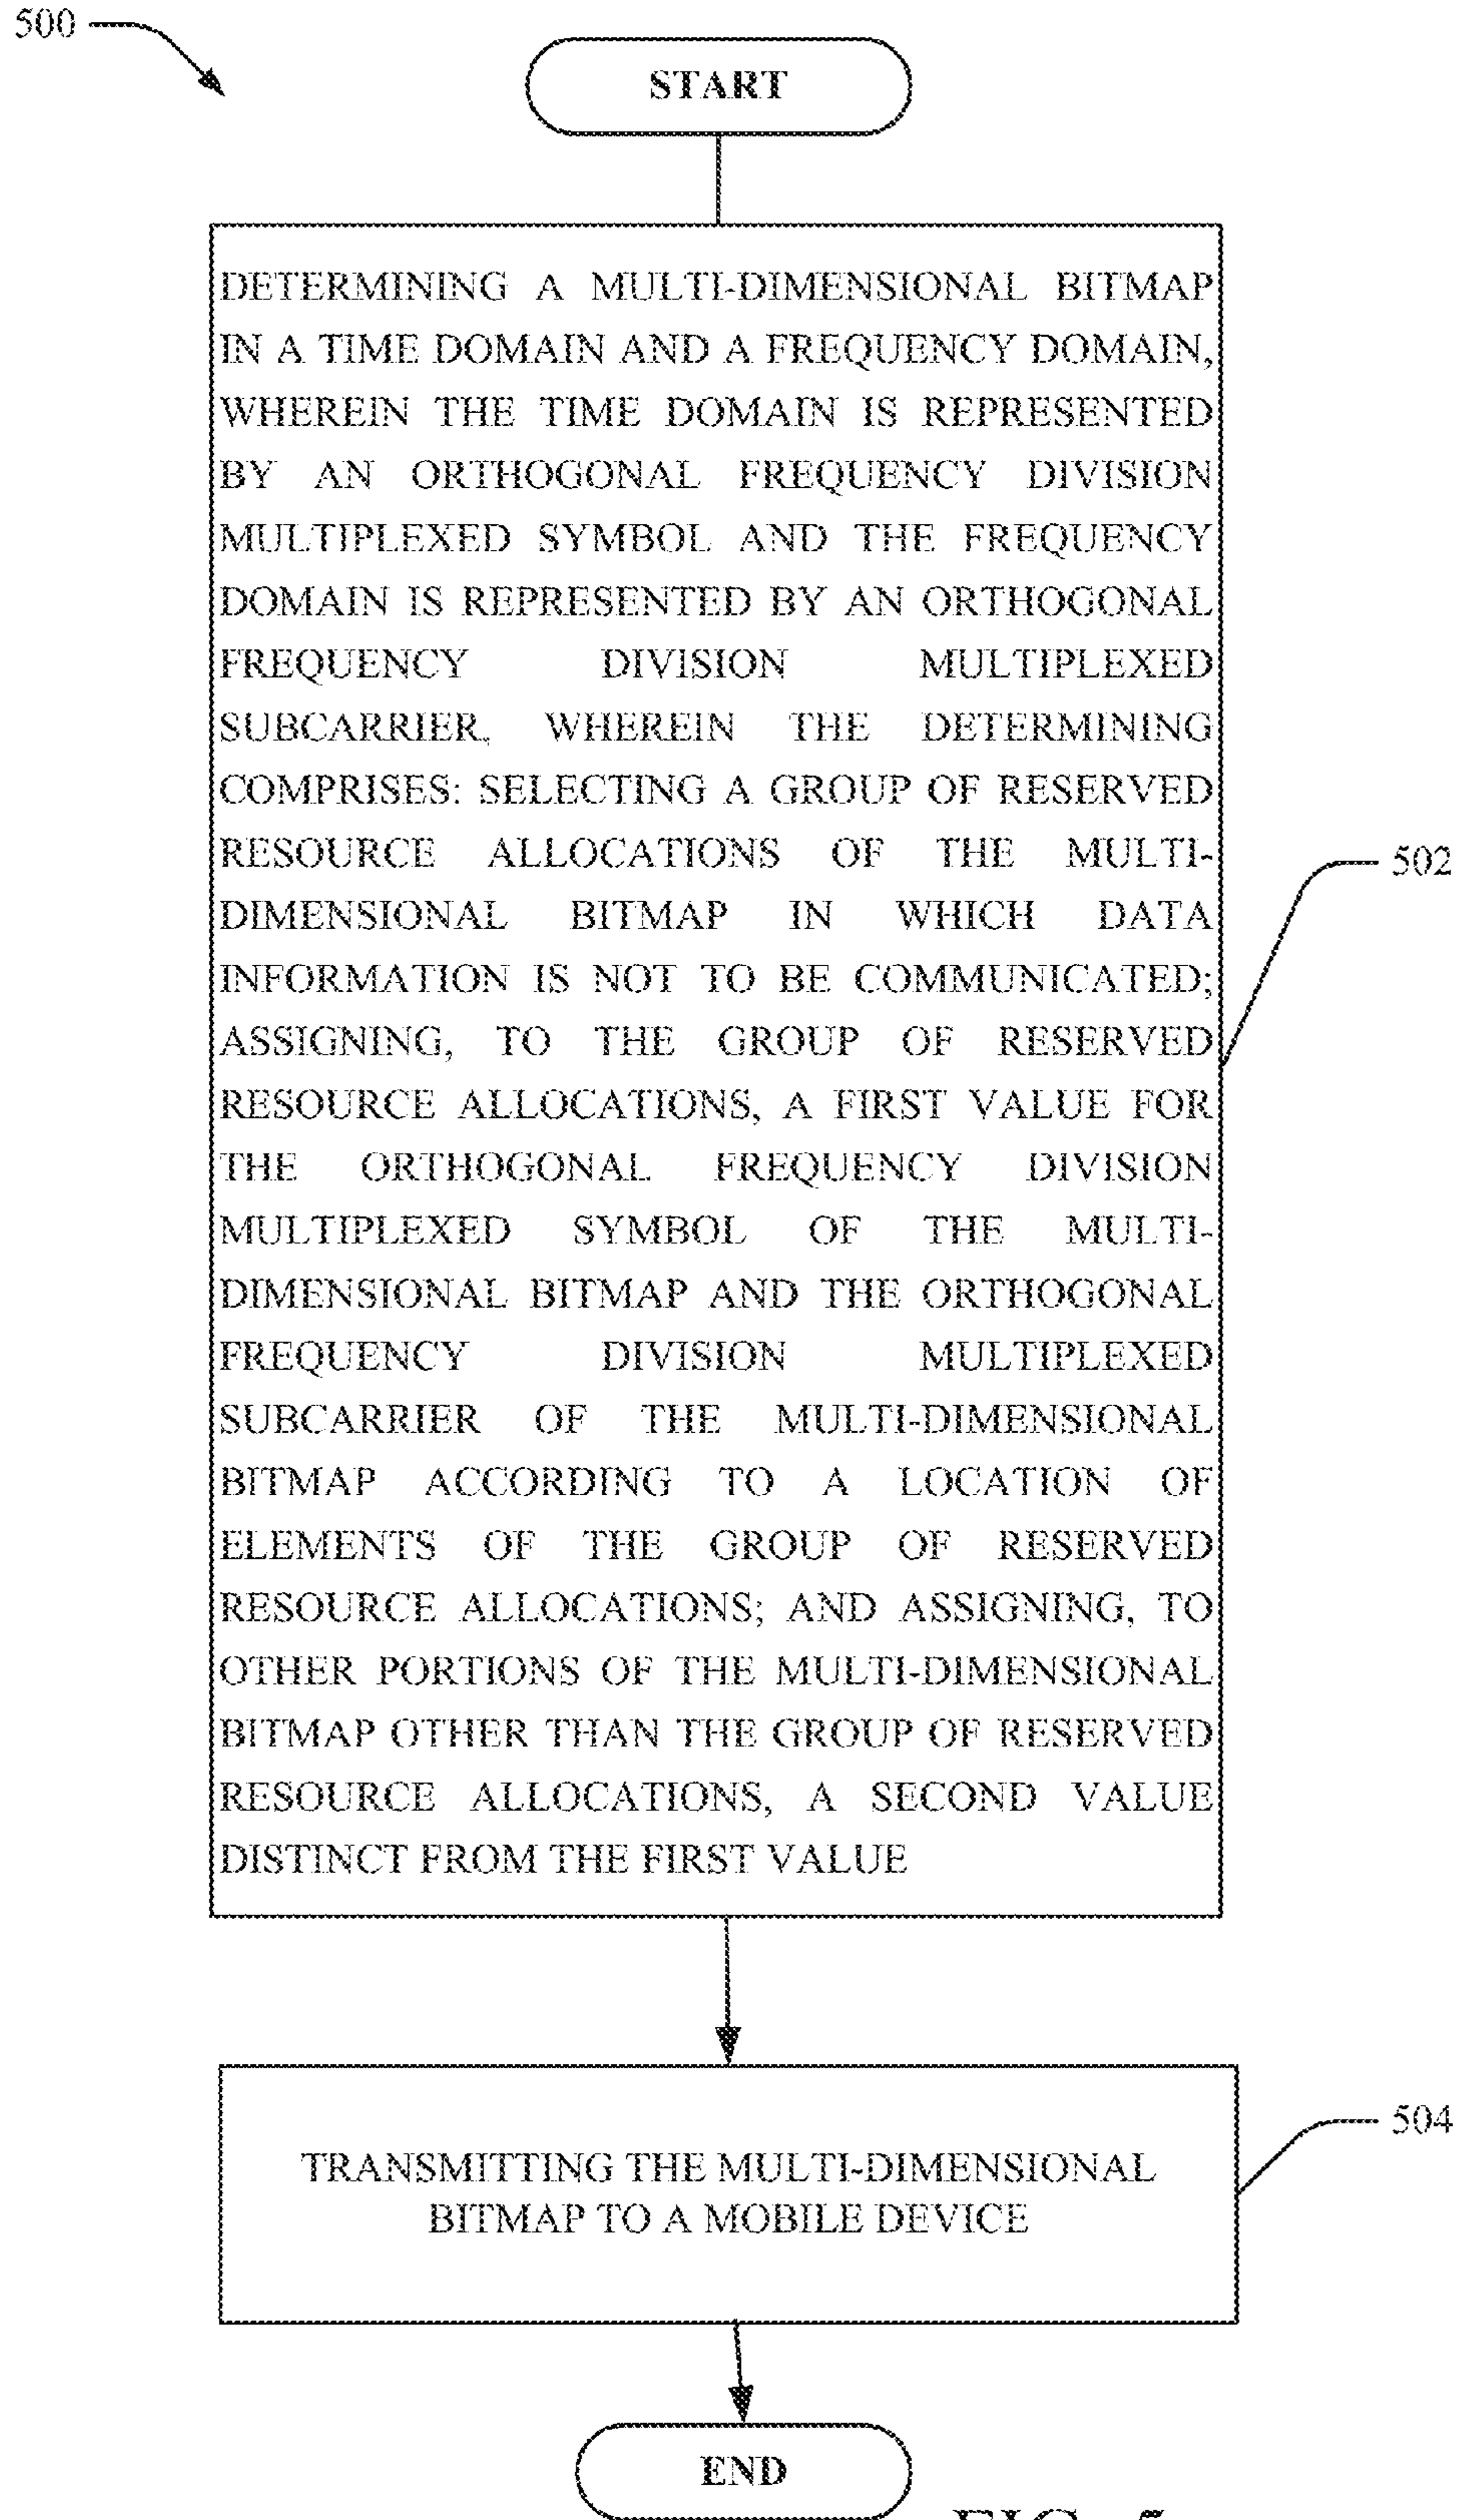 500
START
DETERMINING A MULTI-DIMENSIONAL BITMAP
IN A TIME DOMAIN AND A FREQUENCY DOMAIN,
WHEREIN THE TIME DOMAIN IS REPRESENTED
BY AN ORTHOGONAL FREQUENCY DIVISION
MULTIPLEXED SYMBOL AND THE FREQUENCY
DOMAIN IS REPRESENTED BY AN ORTHOGONAL
FREQUENCY DIVISION MULTIPLEXED
SUBCARRIER, WHEREIN THE DETERMINING
COMPRISES: SELECTING A GROUP OF RESERVED
RESOURCE ALLOCATIONS OF THE MULTI-
DIMENSIONAL BITMAP IN WHICH DATA
INFORMATION IS NOT TO BE COMMUNICATED;
ASSIGNING, TO THE GROUP OF RESERVED
RESOURCE ALLOCATIONS, A FIRST VALUE FOR
THE ORTHOGONAL FREQUENCY DIVISION
MULTIPLEXED SYMBOL OF THE MULTI-
DIMENSIONAL BITMAP AND THE ORTHOGONAL
FREQUENCY DIVISION MULTIPLEXED
SUBCARRIER OF THE MULTI-DIMENSIONAL
BITMAP ACCORDING TO A LOCATION OF
ELEMENTS OF THE GROUP OF RESERVED
RESOURCE ALLOCATIONS; AND ASSIGNING, TO
OTHER PORTIONS OF THE MULTI-DIMENSIONAL
BITMAP OTHER THAN THE GROUP OF RESERVED
RESOURCE ALLOCATIONS, A SECOND VALUE
DISTINCT FROM THE FIRST VALUE
502
TRANSMITTING THE MULTI-DIMENSIONAL
BITMAP TO A MOBILE DEVICE
504
END